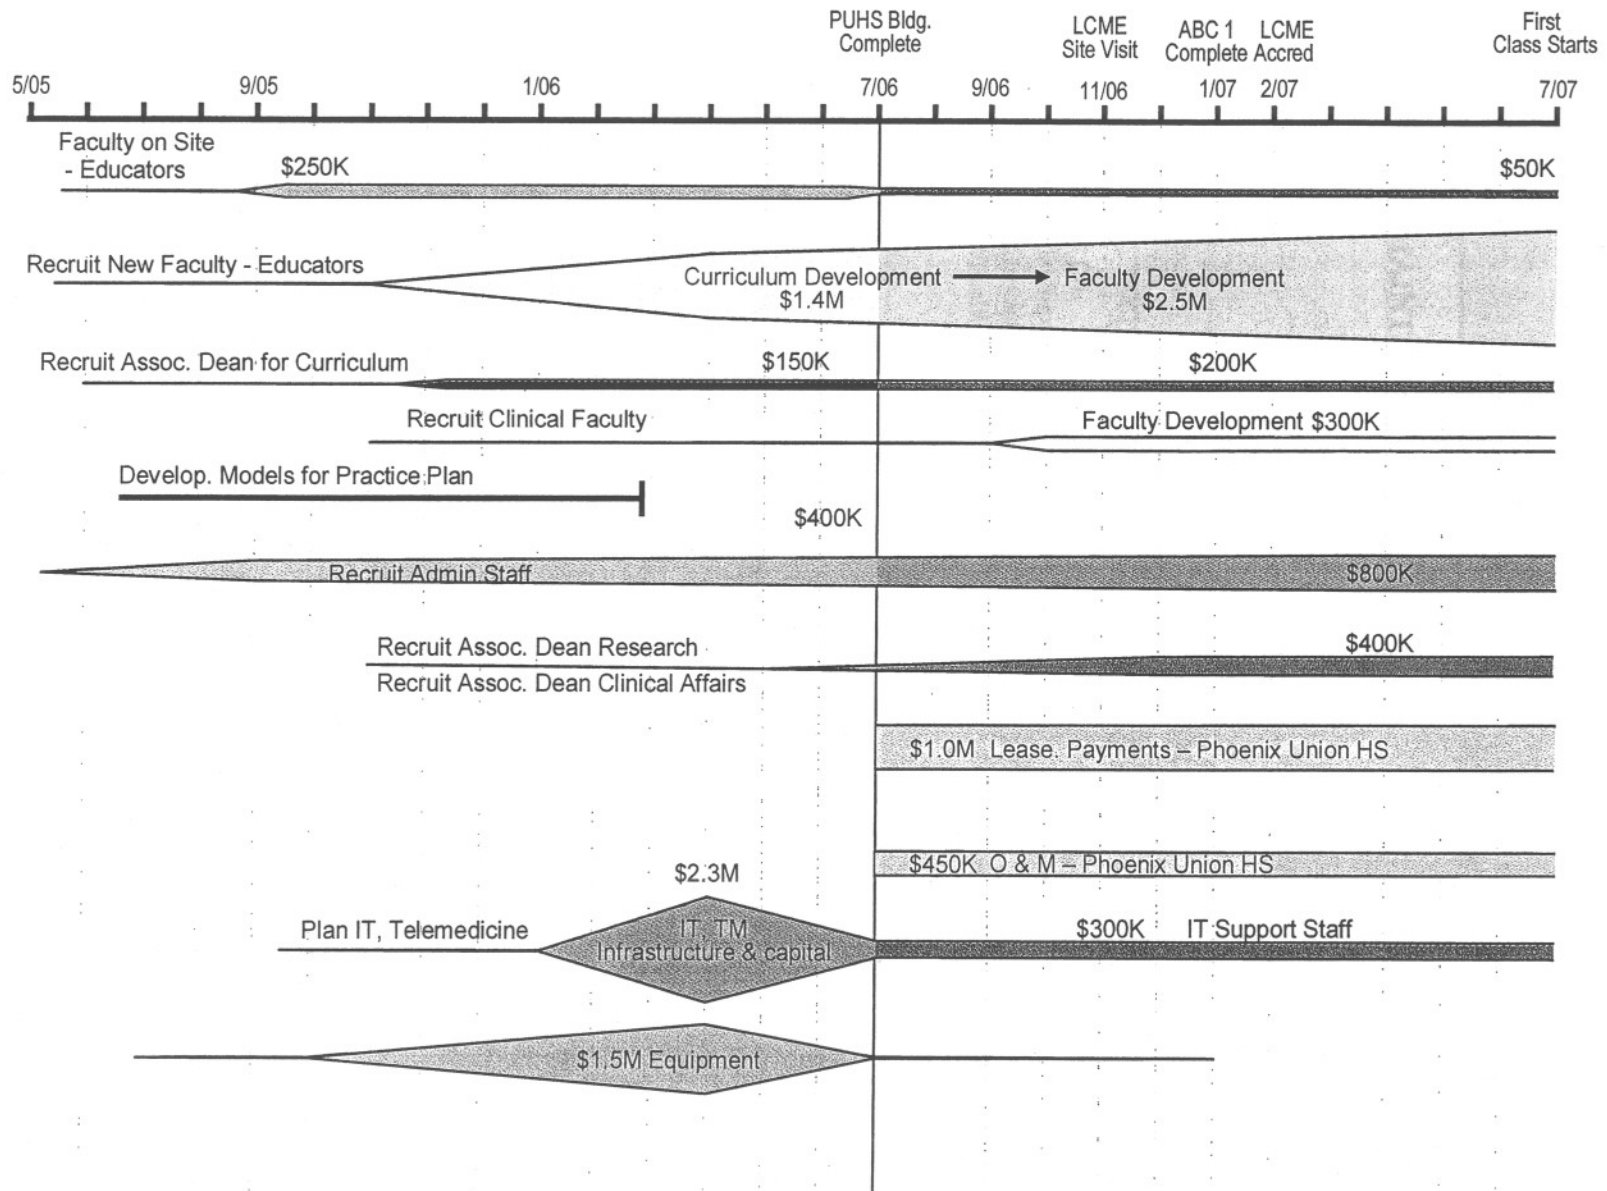 PUHS Bldg.
Complete
LCME
Site Visit
ABC 1
Complete
LCME
Accred
First
Class Starts
5/05 9/05 1/06 7/06 9/06 11/06 1/07 2/07 7/07
Faculty on Site
- Educators
$250K
$50K
Recruit New Faculty - Educators
Curriculum Development
$1.4M
Faculty Development
$2.5M
Recruit Assoc. Dean for Curriculum
$150K
$200K
Recruit Clinical Faculty
Faculty Development $300K
Develop. Models for Practice Plan
$400K
Recruit Admin Staff
$800K
Recruit Assoc. Dean Research
$400K
Recruit Assoc. Dean Clinical Affairs
$1.0M Lease. Payments – Phoenix Union HS
$450K O & M – Phoenix Union HS
$2.3M
Plan IT, Telemedicine
IT, TM
Infrastructure & capital
$300K IT Support Staff
$1.5M Equipment